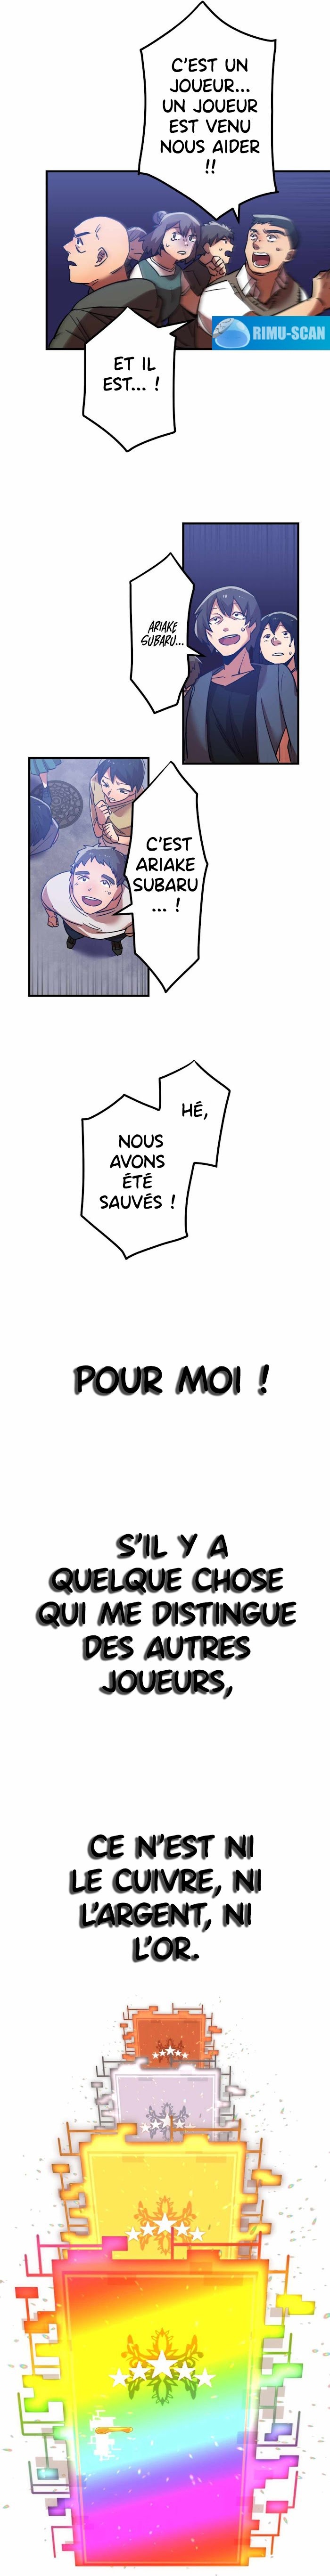 C'EST UN
JOUEUR...
UN JOUEUR
EST VENU
NOUS AIDER
!!
RIMU-SCAN
ET IL
EST... !
ARIAKE
SUBARU...
C'EST
ARIAKE
SUBARU
... !
HÉ,
NOUS
AVONS
ÉTÉ
SAUVÉS !
POUR MOI !
S'IL Y A
QUELQUE CHOSE
QUI ME DISTINGUE
DES AUTRES
JOUEURS,
CE N'EST NI
LE CUIVRE, NI
L'ARGENT, NI
L'OR.